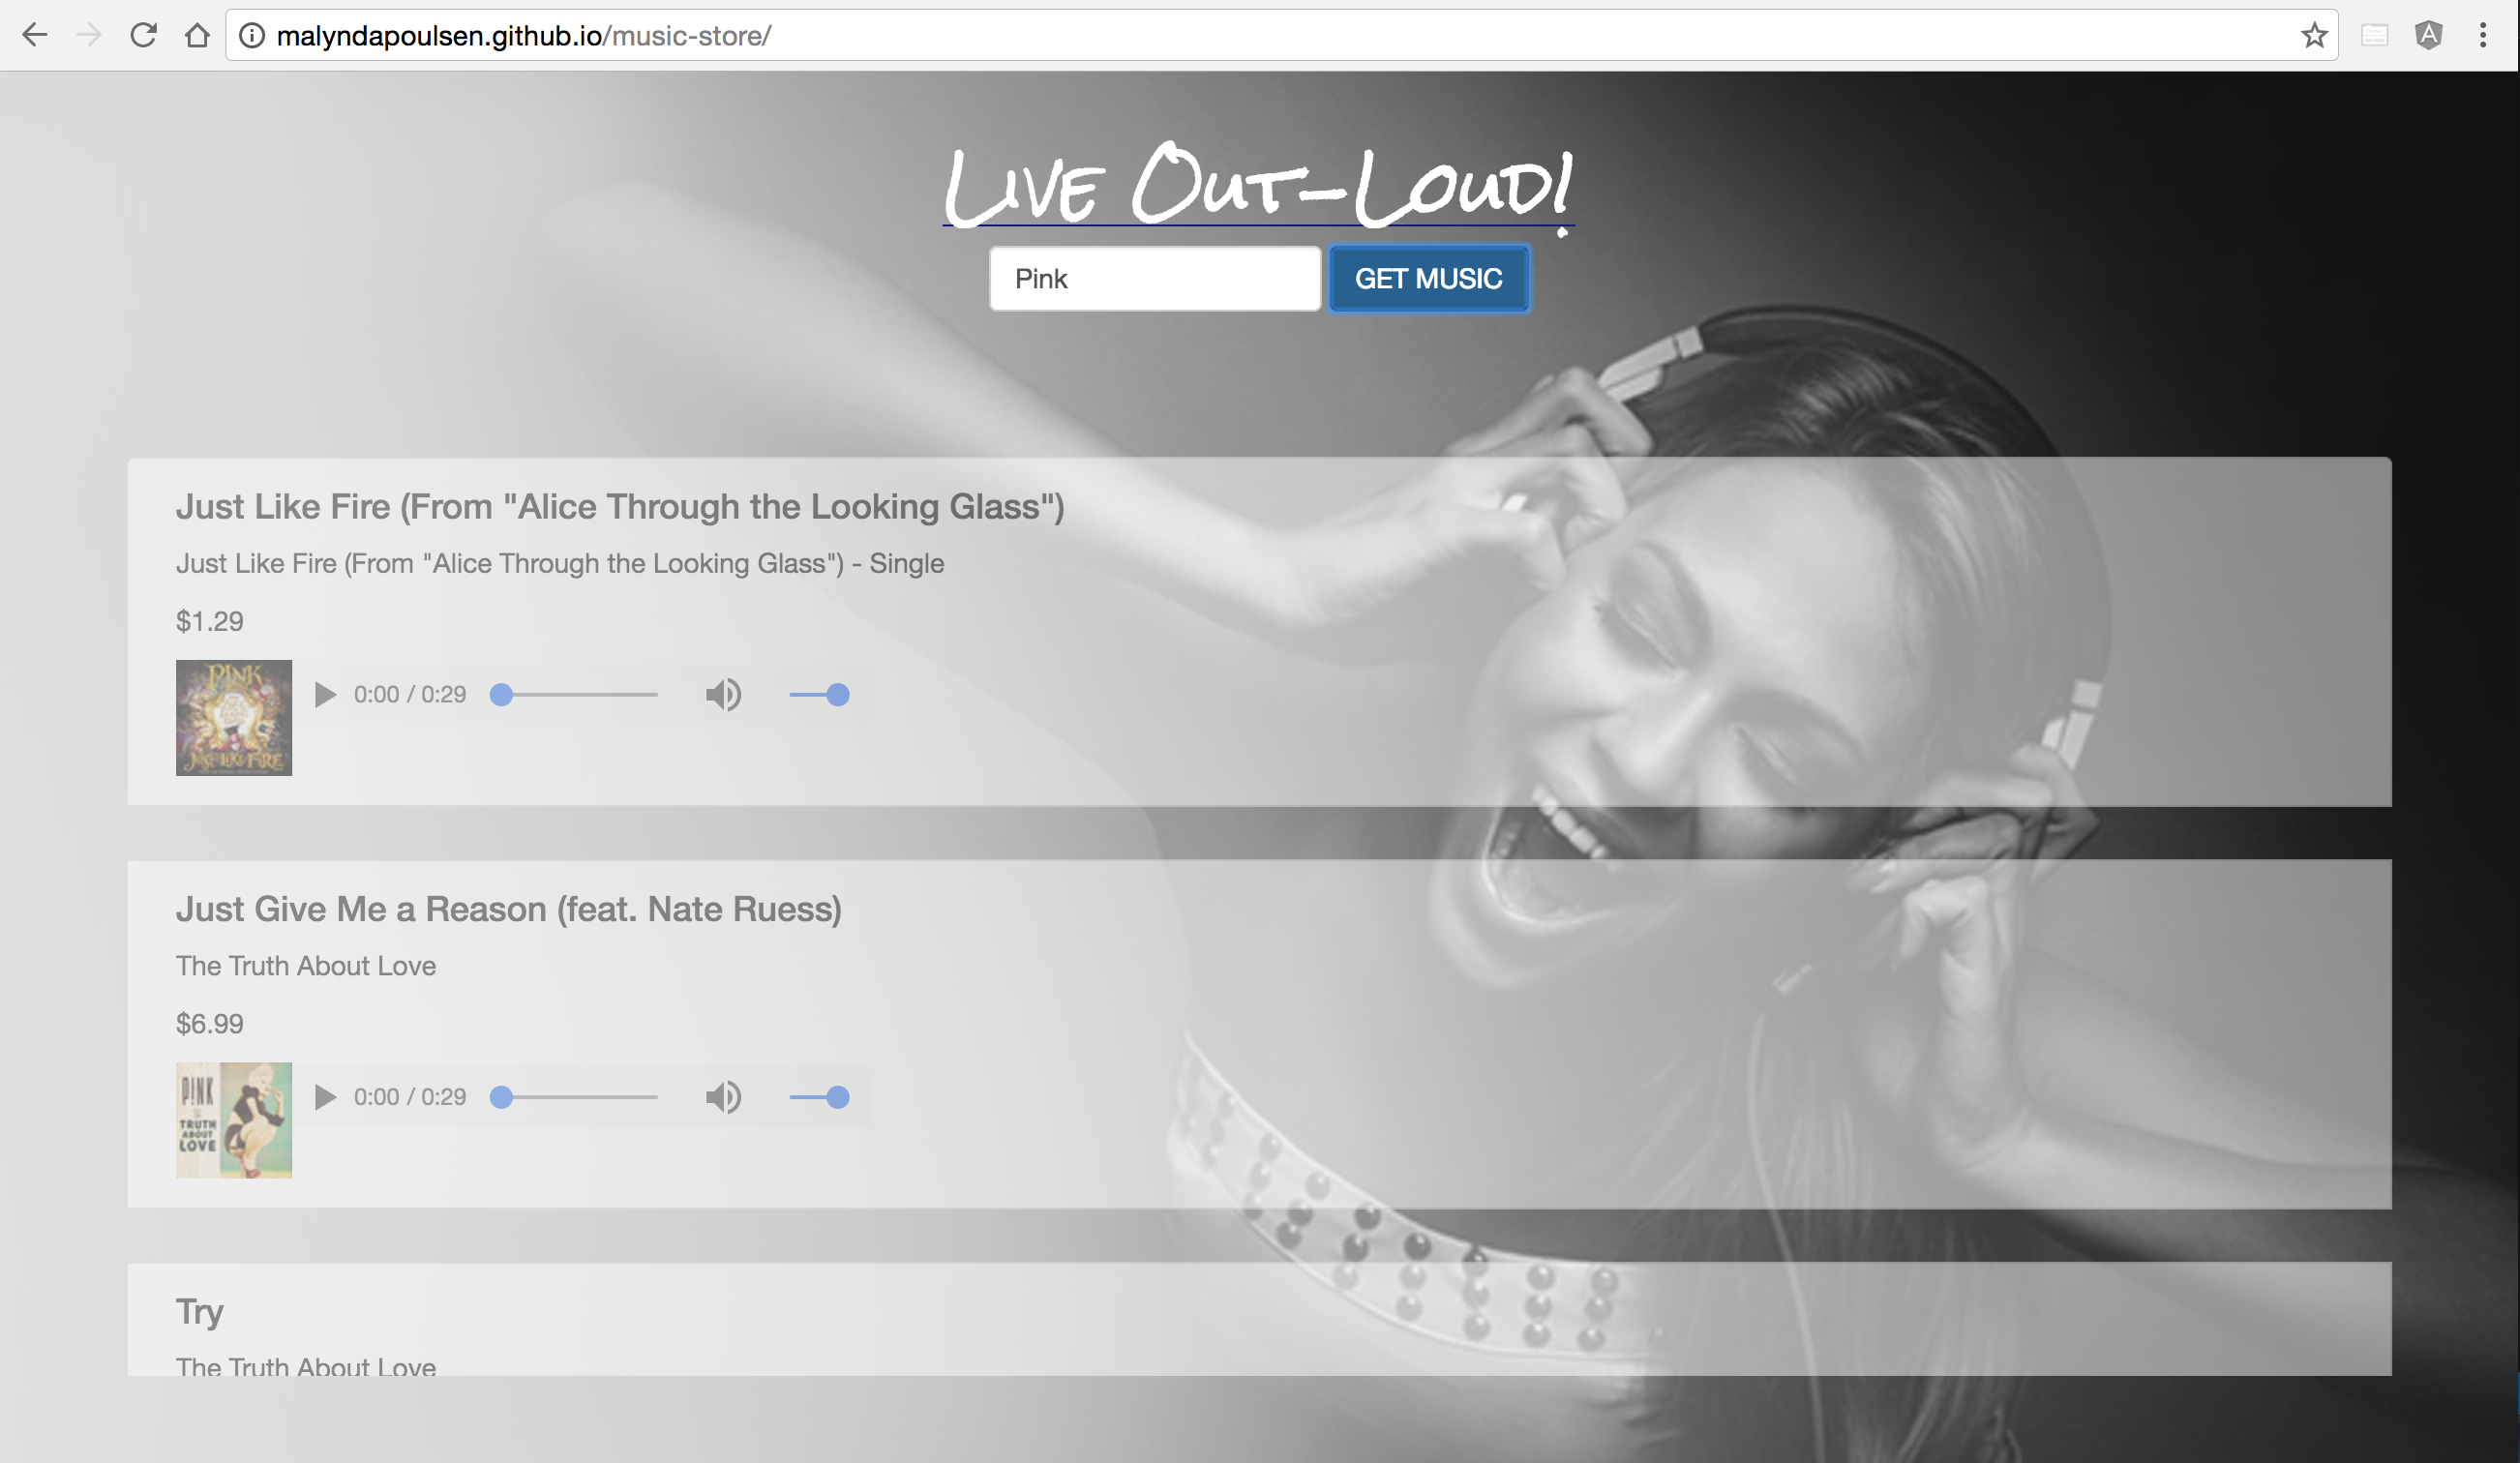 malyndapoulsen.github.io/music-store/
Live Out-Loud!
Pink
GET MUSIC
Just Like Fire (From "Alice Through the Looking Glass")
Just Like Fire (From "Alice Through the Looking Glass") - Single
$1.29
PINK
JUST LIKE FIRE
0:00 / 0:29
Just Give Me a Reason (feat. Nate Ruess)
The Truth About Love
$6.99
P!NK
THE
TRUTH
ABOUT
LOVE
0:00 / 0:29
Try
The Truth About Love